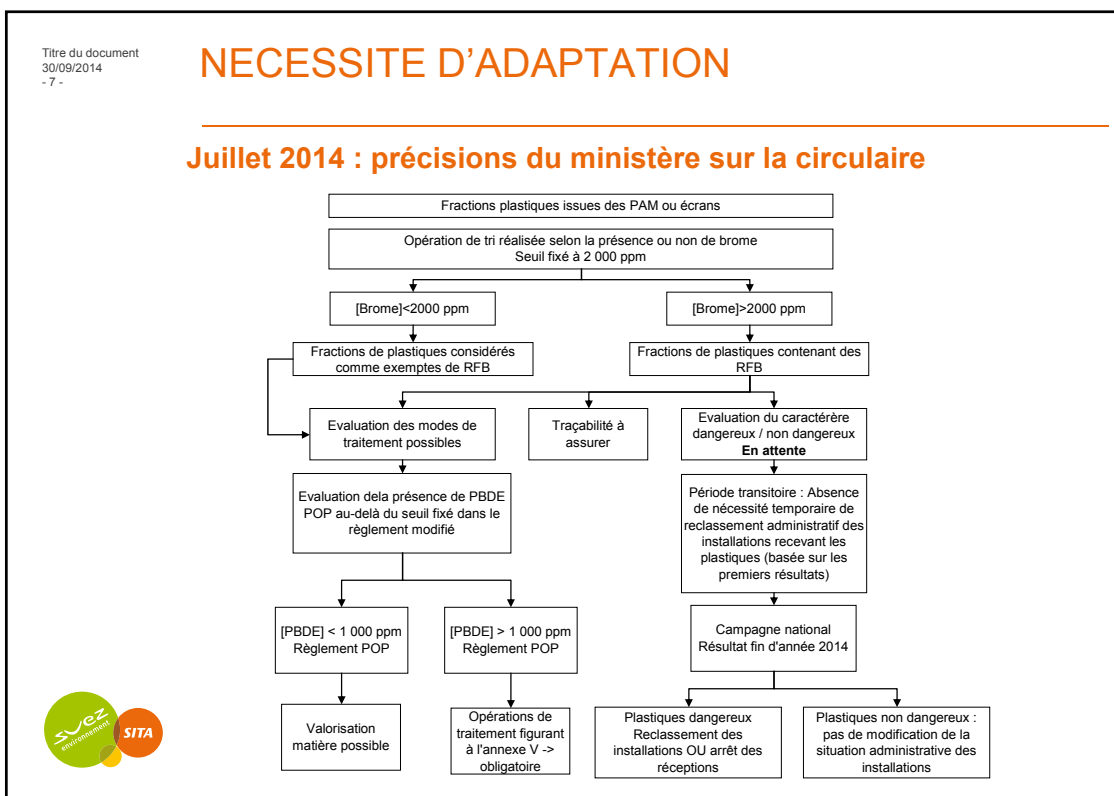 Titre du document
30/09/2014
- 7 -
NECESSITE D'ADAPTATION
Juillet 2014 : précisions du ministère sur la circulaire
Fractions plastiques issues des PAM ou écrans
Opération de tri réalisée selon la présence ou non de brome
Seuil fixé à 2 000 ppm
[Brome]<2000 ppm
[Brome]>2000 ppm
Fractions de plastiques considérés
comme exemptes de RFB
Fractions de plastiques contenant des
RFB
Evaluation des modes de
traitement possibles
Traçabilité à
assurer
Evaluation du caractérère
dangereux / non dangereux
En attente
Evaluation dela présence de PBDE
POP au-delà du seuil fixé dans le
règlement modifié
Période transitoire : Absence
de nécessité temporaire de
reclassement administratif des
installations recevant les
plastiques (basée sur les
premiers résultats)
[PBDE] < 1 000 ppm
Règlement POP
[PBDE] > 1 000 ppm
Règlement POP
Campagne national
Résultat fin d'année 2014
Valorisation
matière possible
Opérations de
traitement figurant
à l'annexe V ->
obligatoire
Plastiques dangereux
Reclassement des
installations OU arrêt des
réceptions
Plastiques non dangereux :
pas de modification de la
situation administrative des
installations
suez
environnement
SITA